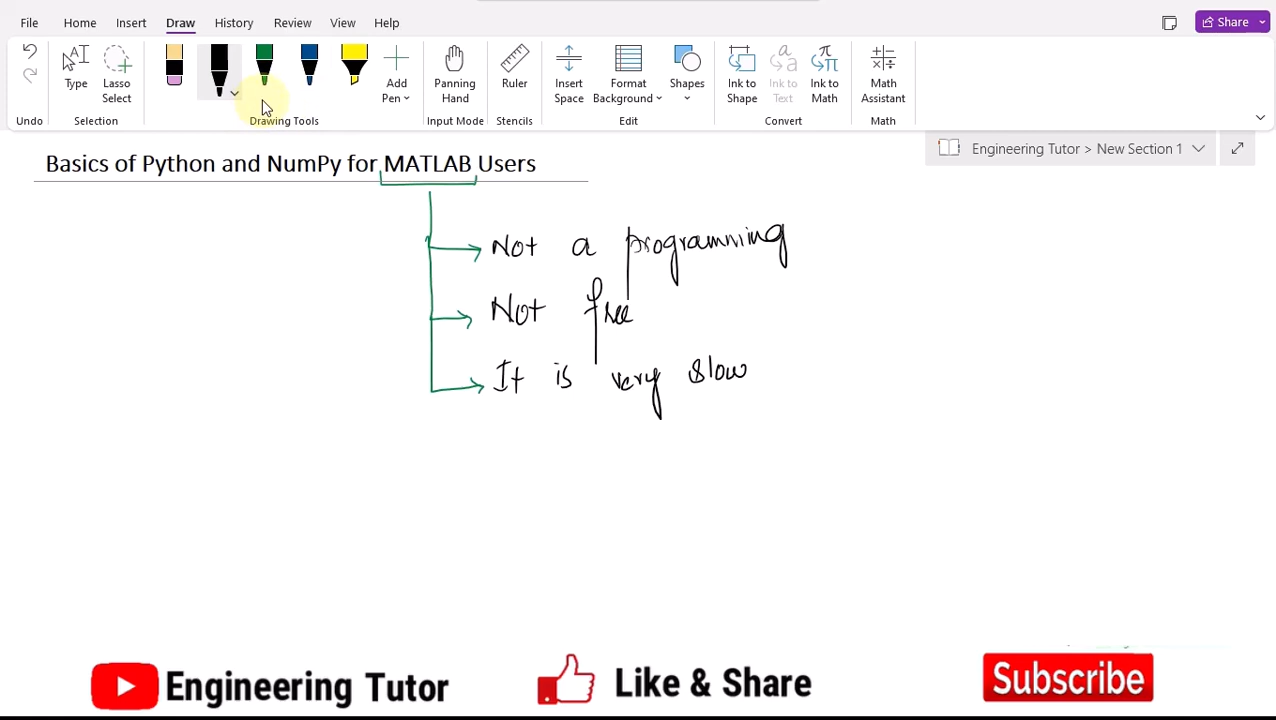 File Home Insert Draw History Review View Help Share
Type Lasso Select Add Pen Panning Hand Ruler Insert Space Format Background Shapes Ink to Shape Ink to Text Ink to Math Math Assistant
Undo Selection Drawing Tools Input Mode Stencils Edit Convert Math
Engineering Tutor > New Section 1
Basics of Python and NumPy for MATLAB Users
Not a programming
Not free
It is very slow
Engineering Tutor Like & Share Subscribe